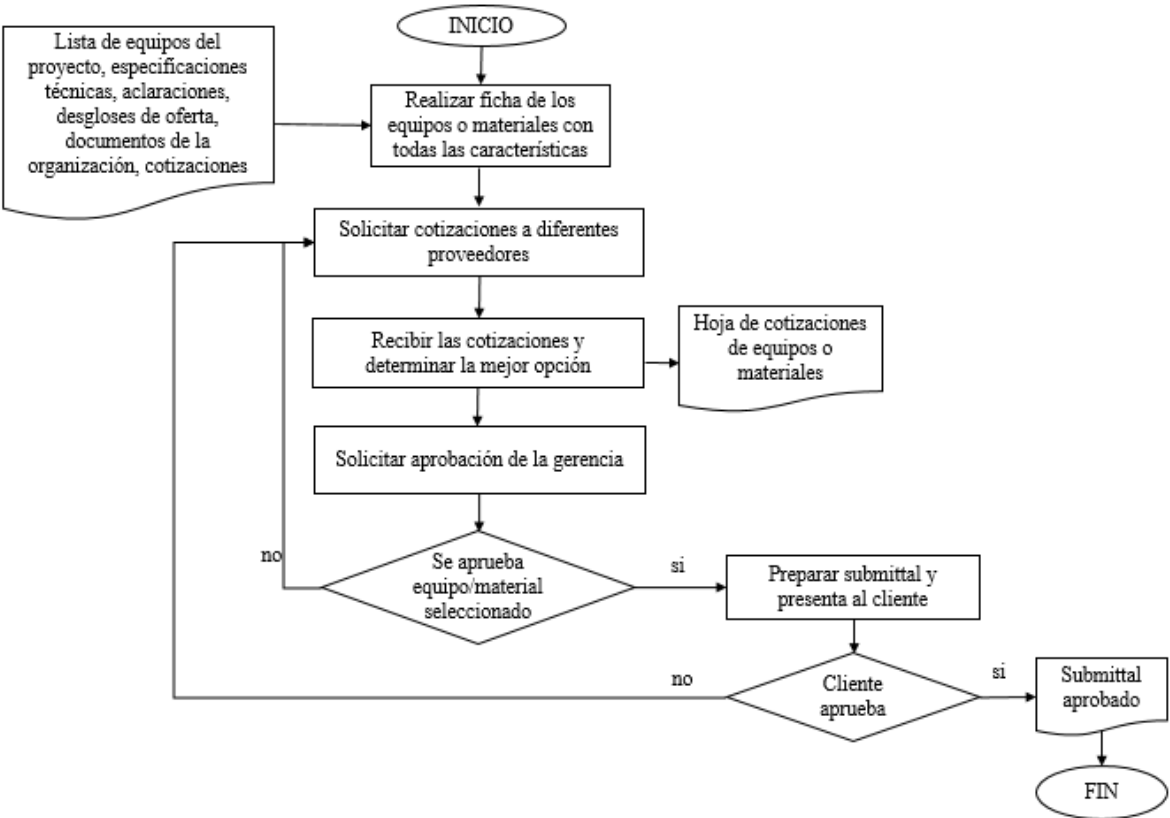 INICIO
Lista de equipos del
proyecto, especificaciones
técnicas, aclaraciones,
desgloses de oferta,
documentos de la
organización, cotizaciones
Realizar ficha de los
equipos o materiales con
todas las características
Solicitar cotizaciones a diferentes
proveedores
Recibir las cotizaciones y
determinar la mejor opción
Hoja de cotizaciones
de equipos o
materiales
Solicitar aprobación de la gerencia
no
Se aprueba
equipo/material
seleccionado
si
Preparar submittal y
presenta al cliente
no
Cliente
aprueba
si
Submittal
aprobado
FIN